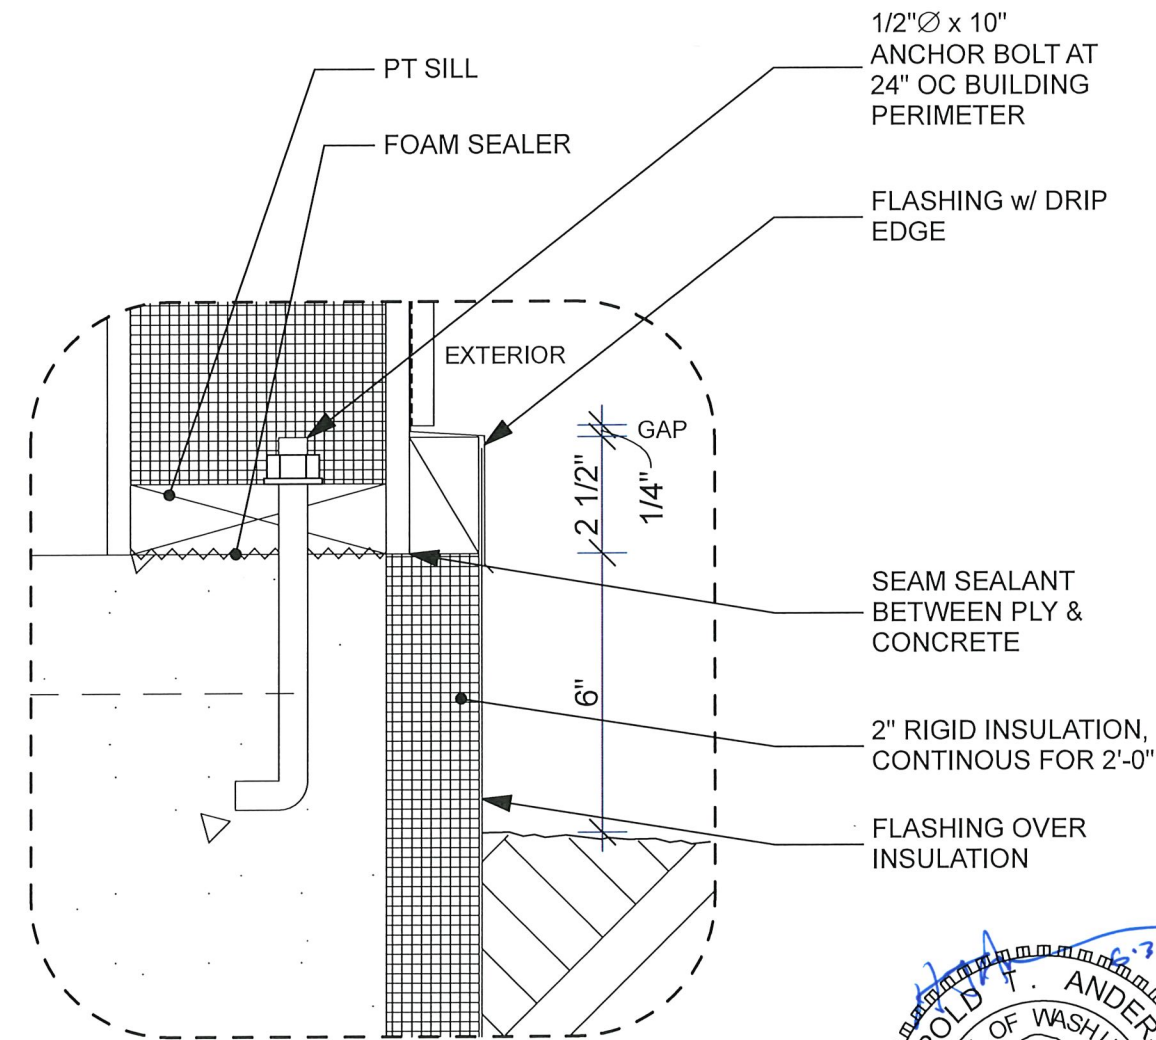 PT SILL
FOAM SEALER
1/2"Ø x 10"
ANCHOR BOLT AT
24" OC BUILDING
PERIMETER
FLASHING w/ DRIP
EDGE
EXTERIOR
GAP
1/4"
2 1/2"
6"
SEAM SEALANT
BETWEEN PLY &
CONCRETE
2" RIGID INSULATION,
CONTINOUS FOR 2'-0"
FLASHING OVER
INSULATION
T.
OF